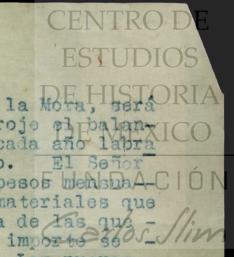 CENTRO DE
ESTUDIOS
DE HISTORIA
DE MÉXICO
FUNDACIÓN
Carlos Slim
la Mora, será
roje el balan-
cada año labra
o. El Señor
pesos mensua--
materiales que
a de las que -
importe se -